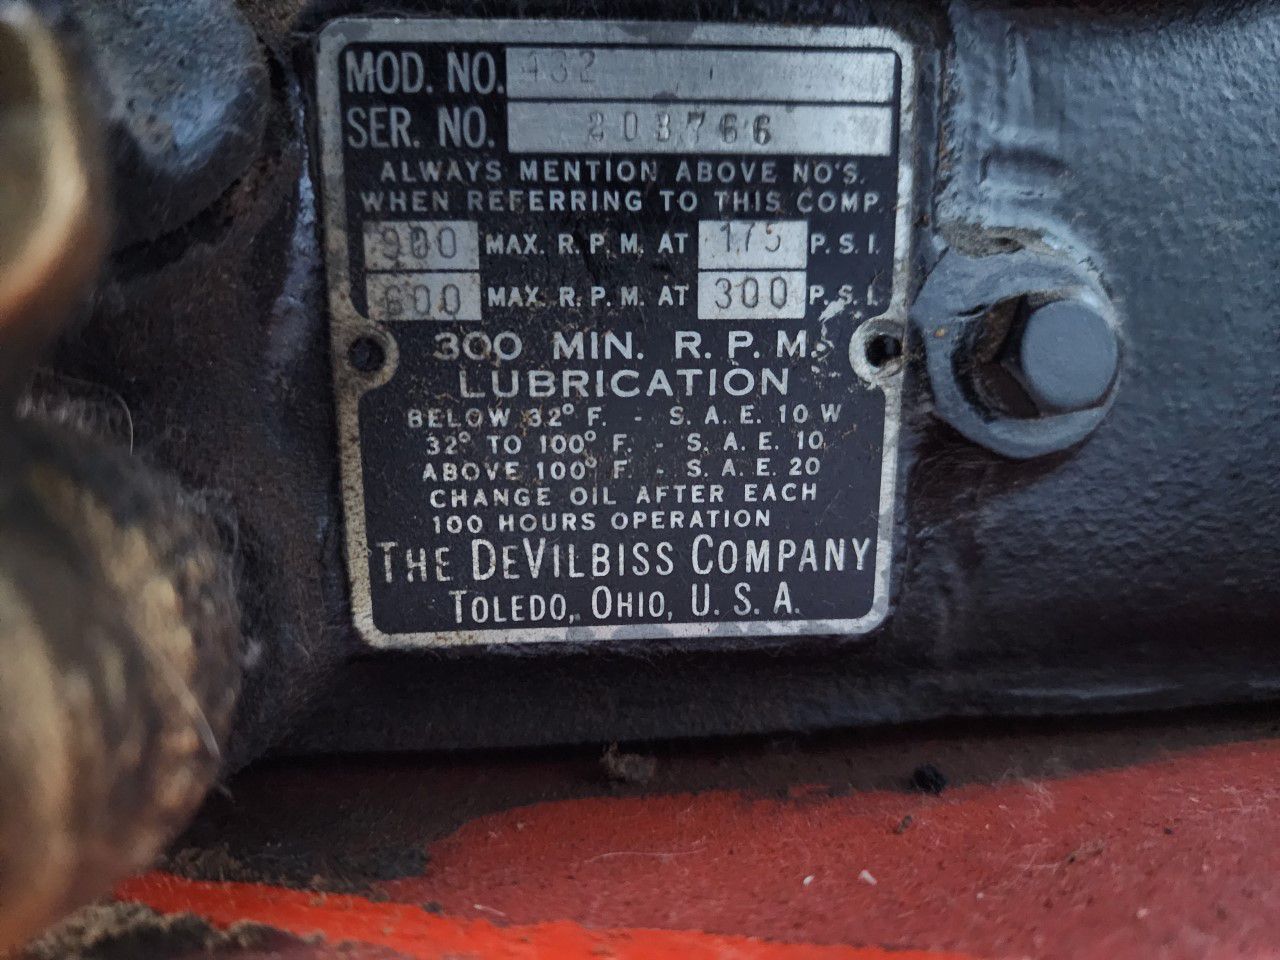 MOD. NO. 432
SER. NO. 203766
ALWAYS MENTION ABOVE NO'S.
WHEN REFERRING TO THIS COMP.
900 MAX. R. P. M. AT 175 P. S. I.
600 MAX. R. P. M. AT 300 P. S. I.
300 MIN. R. P. M.
LUBRICATION
BELOW 32° F. - S. A. E. 10 W
32° TO 100° F. - S. A. E. 10
ABOVE 100° F. - S. A. E. 20
CHANGE OIL AFTER EACH
100 HOURS OPERATION
THE DEVILBISS COMPANY
TOLEDO, OHIO, U. S. A.